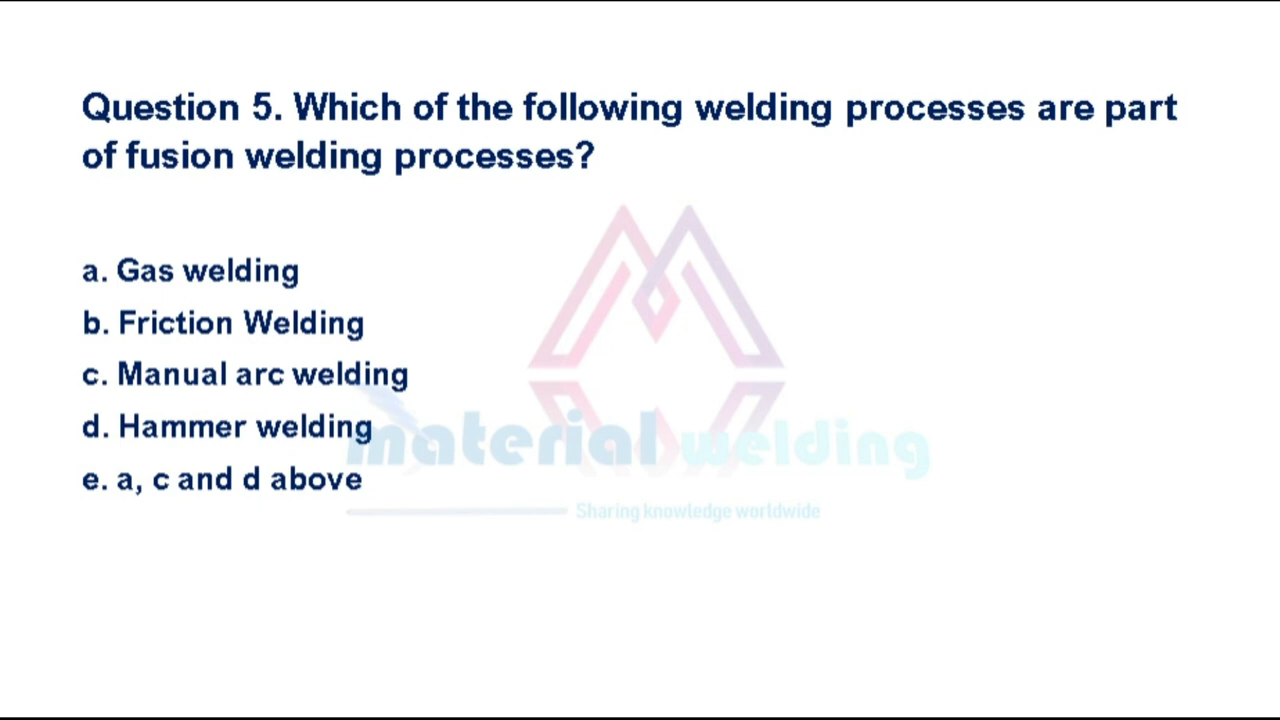 Question 5. Which of the following welding processes are part
of fusion welding processes?
a. Gas welding
b. Friction Welding
c. Manual arc welding
d. Hammer welding
e. a, c and d above
material welding
Sharing knowledge worldwide